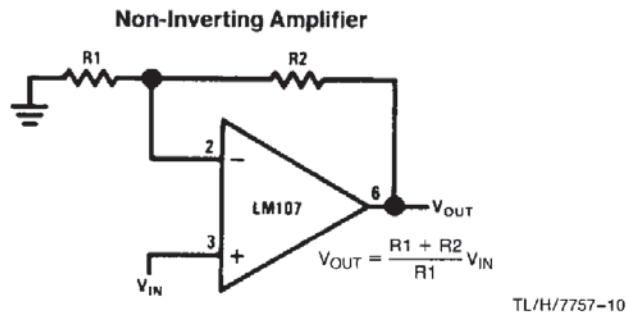 Non-Inverting Amplifier
R1
R2
2
−
6
LM107
VOUT
3
+
VOUT = R1 + R2 / R1 VIN
VIN
TL/H/7757–10